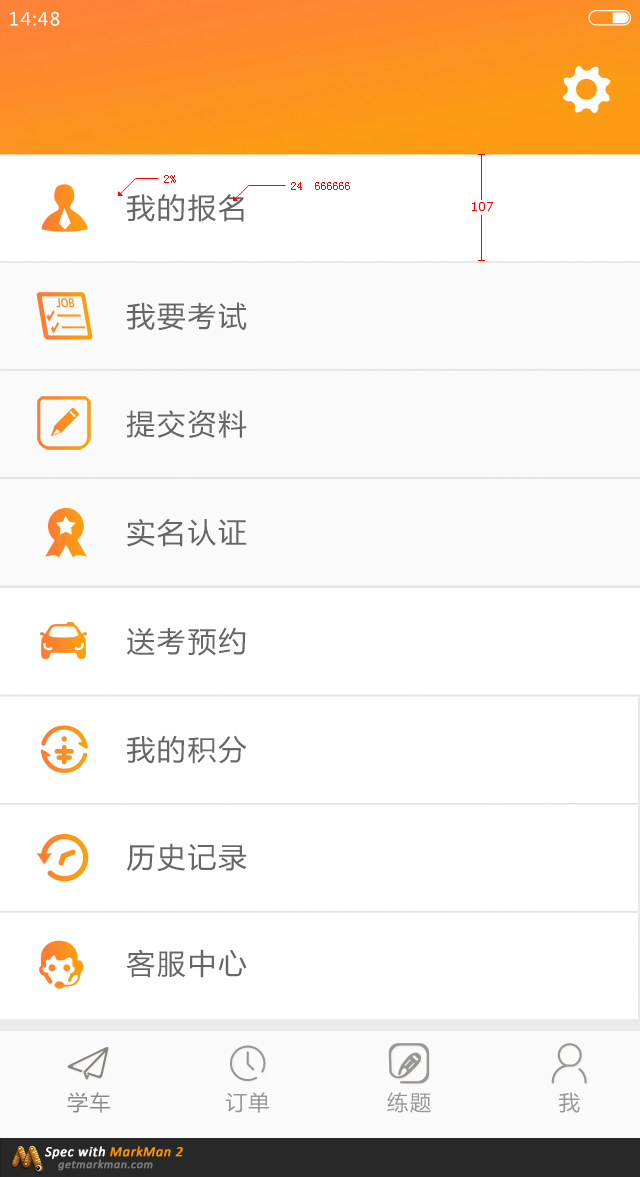 14:48
2%
24 666666
我的报名
107
JOB
我要考试
提交资料
实名认证
送考预约
我的积分
历史记录
客服中心
学车 订单 练题 我
Spec with MarkMan 2
getmarkman.com